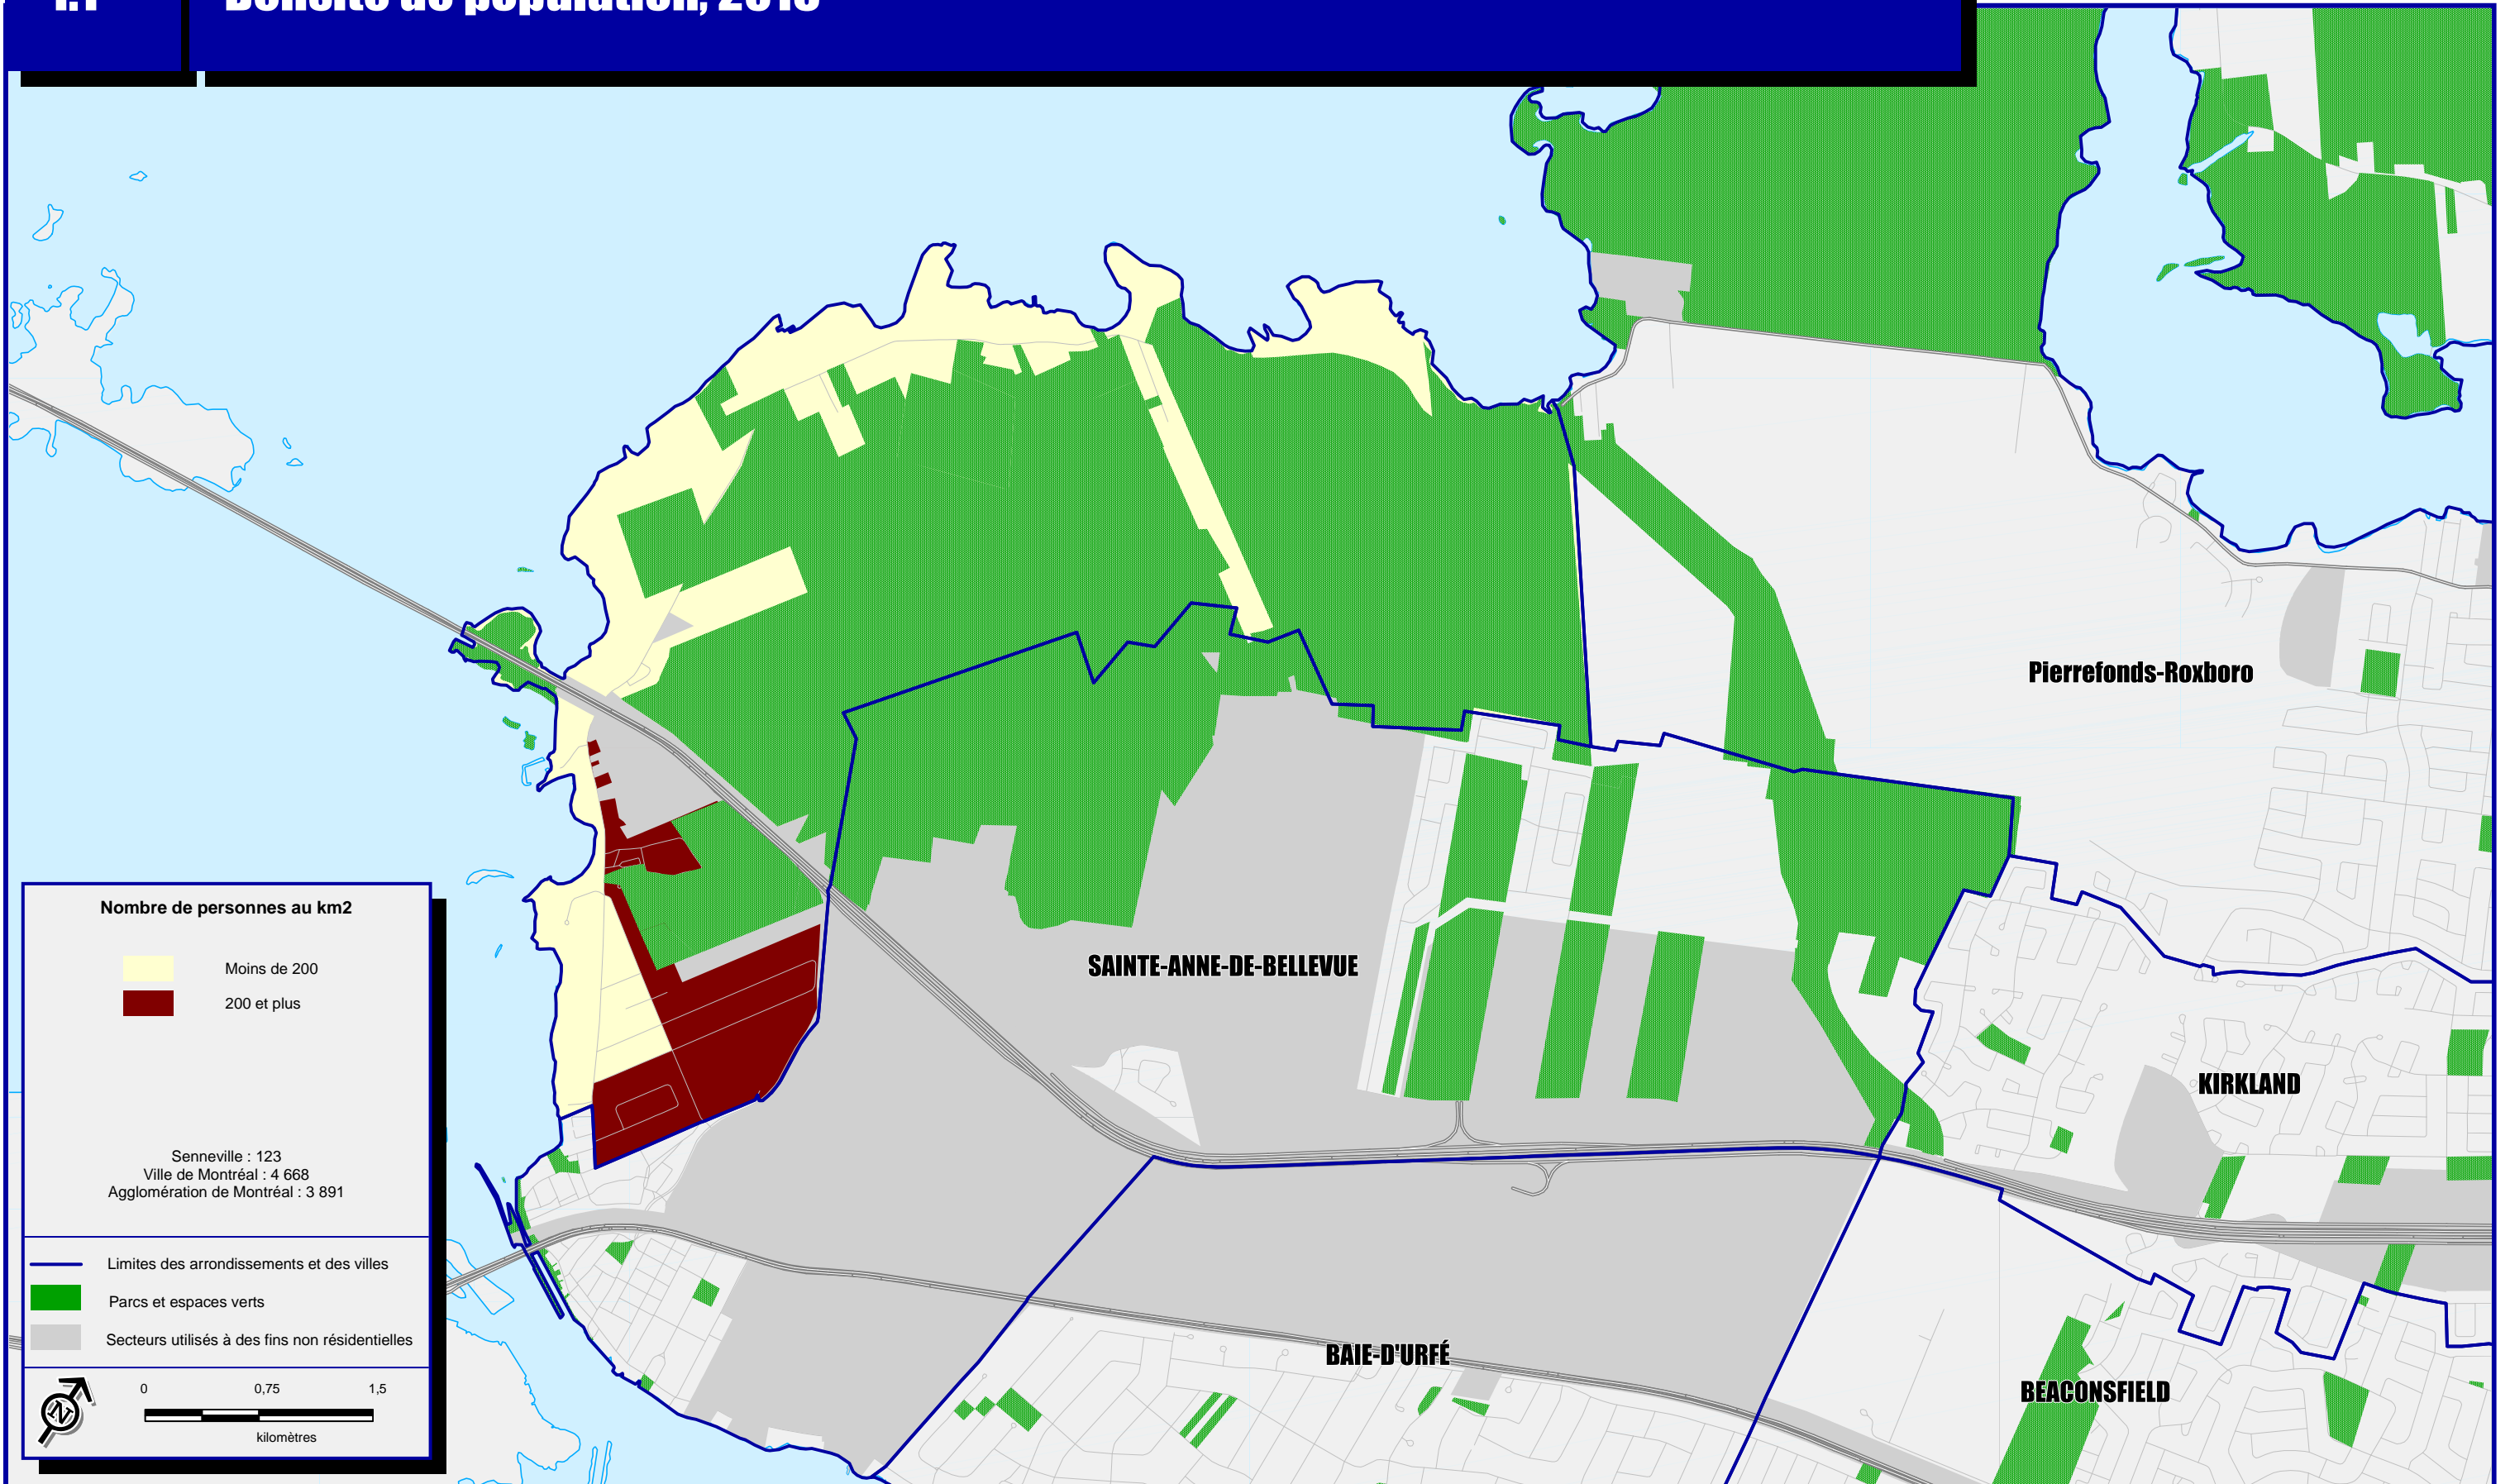 Pierrefonds-Roxboro
SAINTE-ANNE-DE-BELLEVUE
KIRKLAND
BAIE-D'URFÉ
BEACONSFIELD
Nombre de personnes au km2
Moins de 200
200 et plus
Senneville : 123
Ville de Montréal : 4 668
Agglomération de Montréal : 3 891
Limites des arrondissements et des villes
Parcs et espaces verts
Secteurs utilisés à des fins non résidentielles
N
0 0,75 1,5
kilomètres